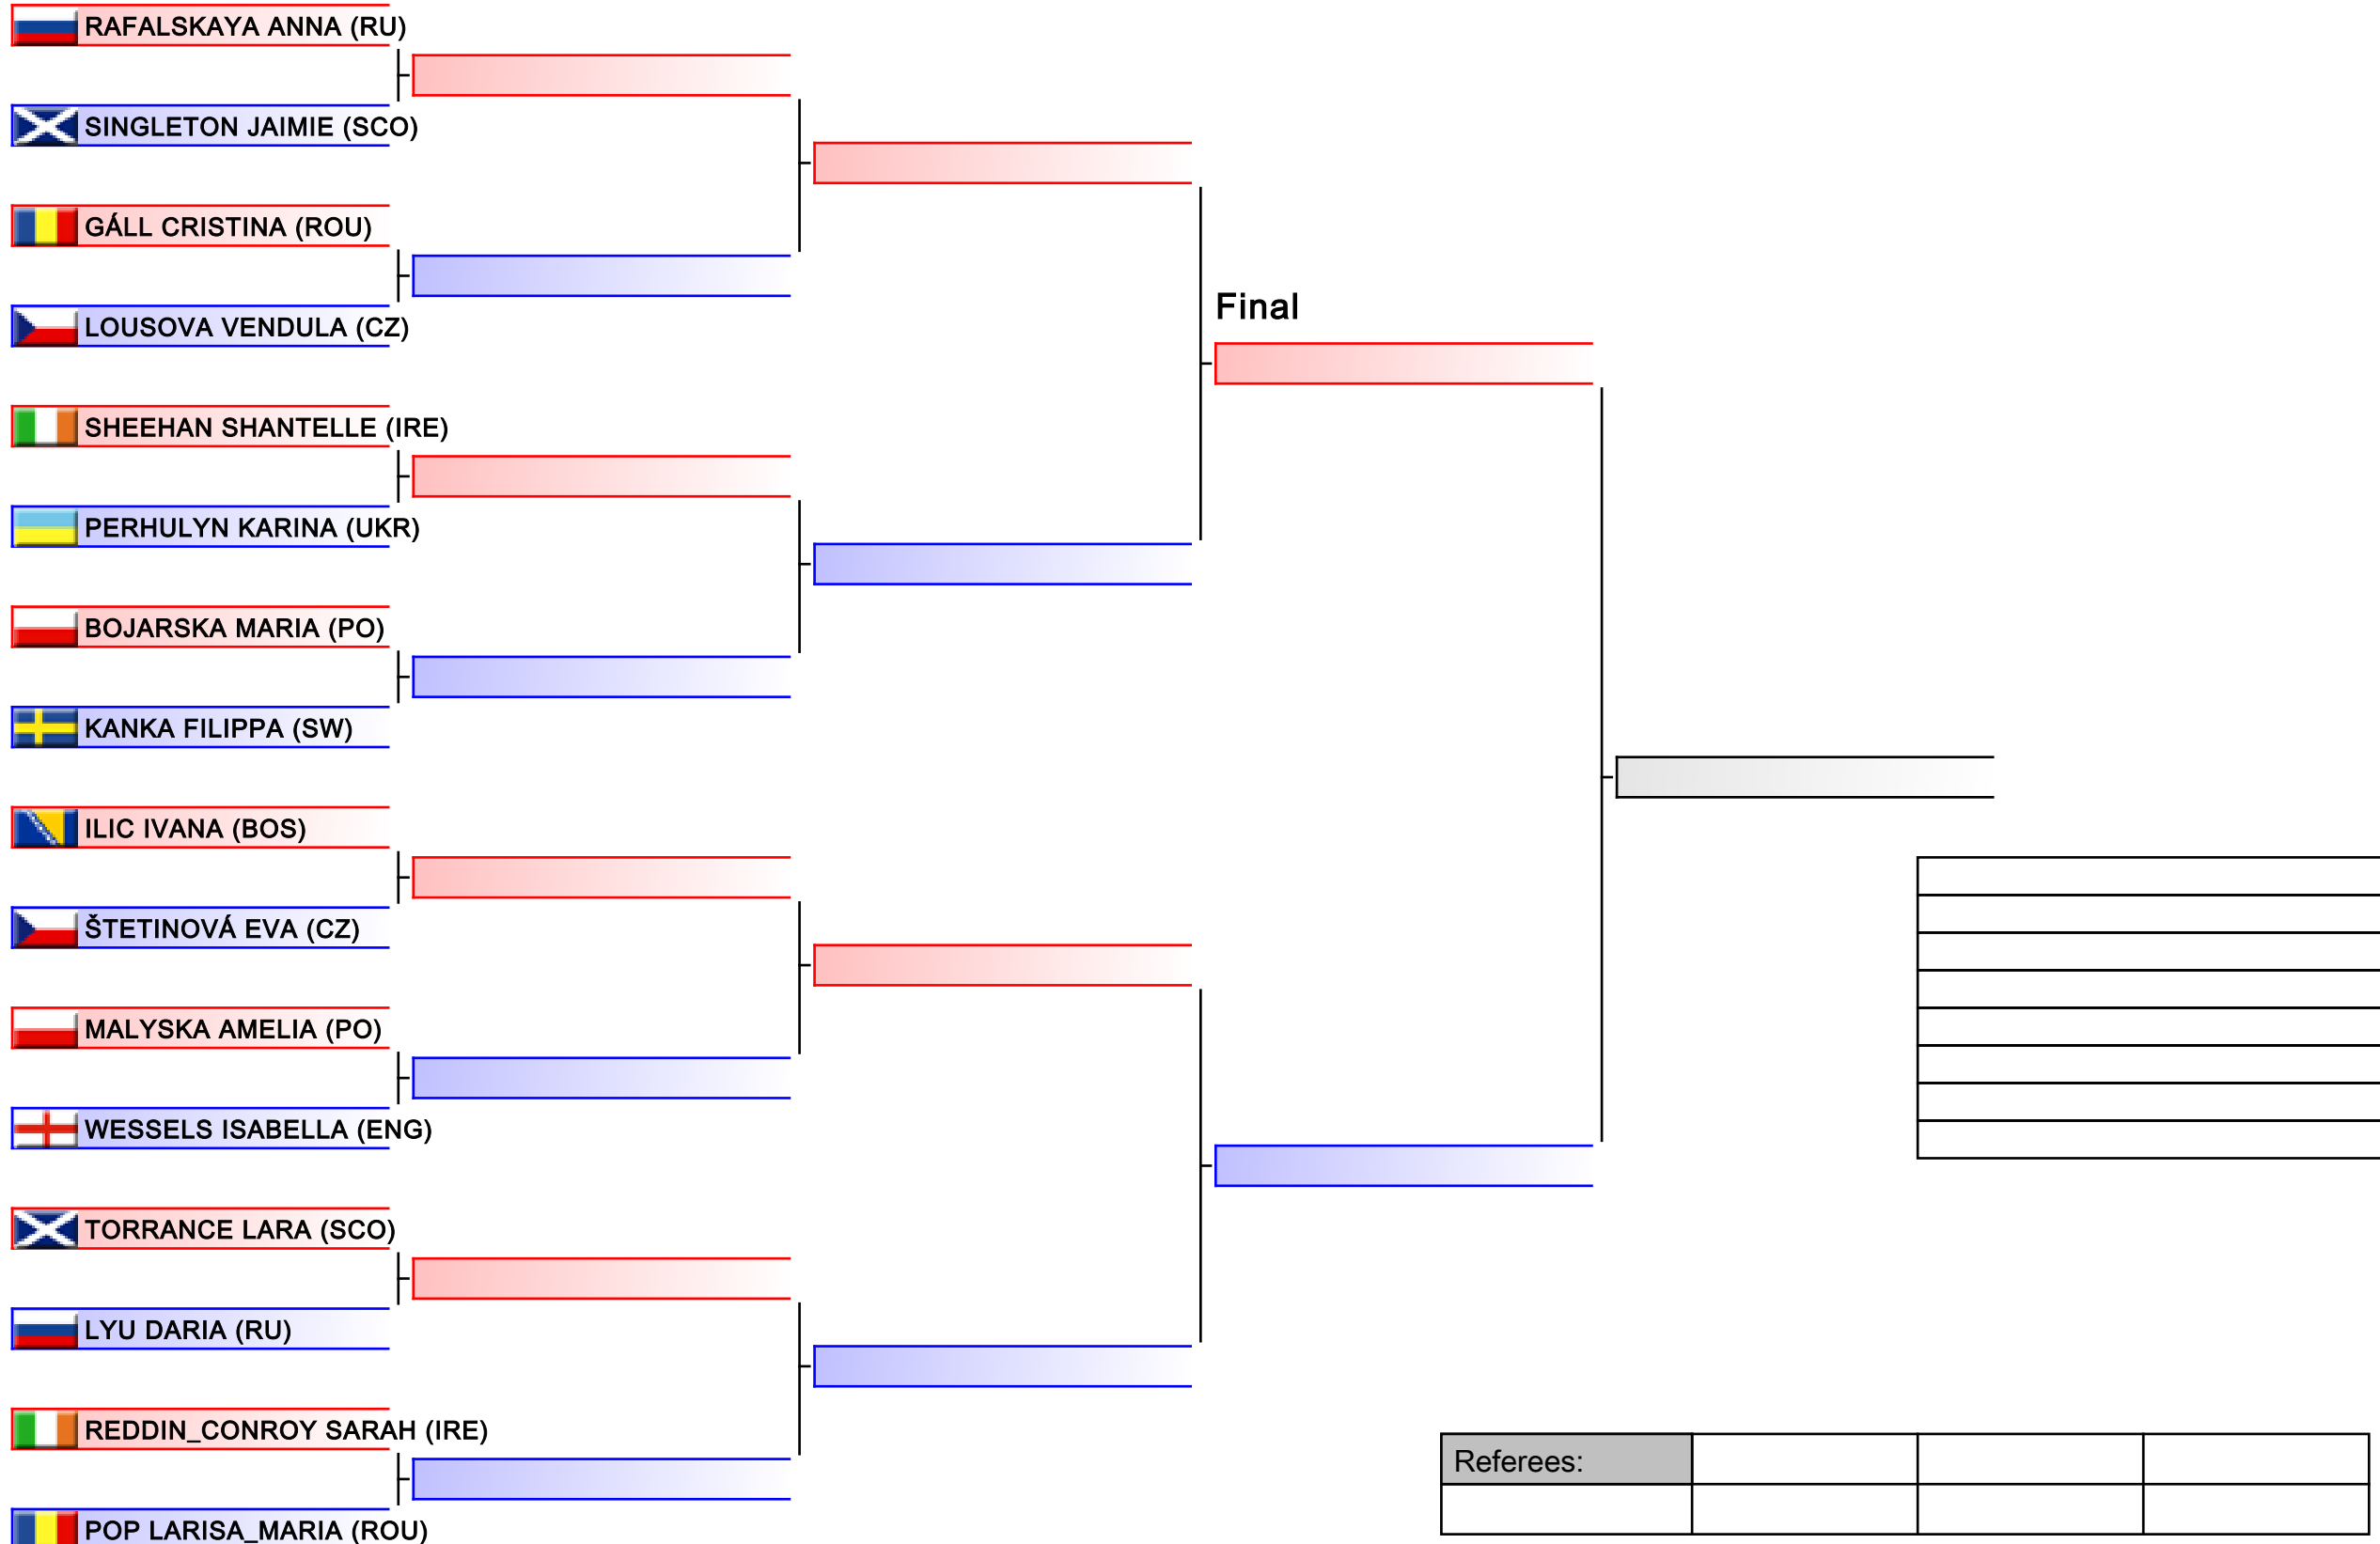 RAFALSKAYA ANNA (RU)
SINGLETON JAIMIE (SCO)
GÁLL CRISTINA (ROU)
Final
LOUSOVA VENDULA (CZ)
SHEEHAN SHANTELLE (IRE)
PERHULYN KARINA (UKR)
BOJARSKA MARIA (PO)
KANKA FILIPPA (SW)
ILIC IVANA (BOS)
ŠTETINOVÁ EVA (CZ)
MALYSKA AMELIA (PO)
WESSELS ISABELLA (ENG)
TORRANCE LARA (SCO)
LYU DARIA (RU)
REDDIN_CONROY SARAH (IRE)
Referees:
POP LARISA_MARIA (ROU)